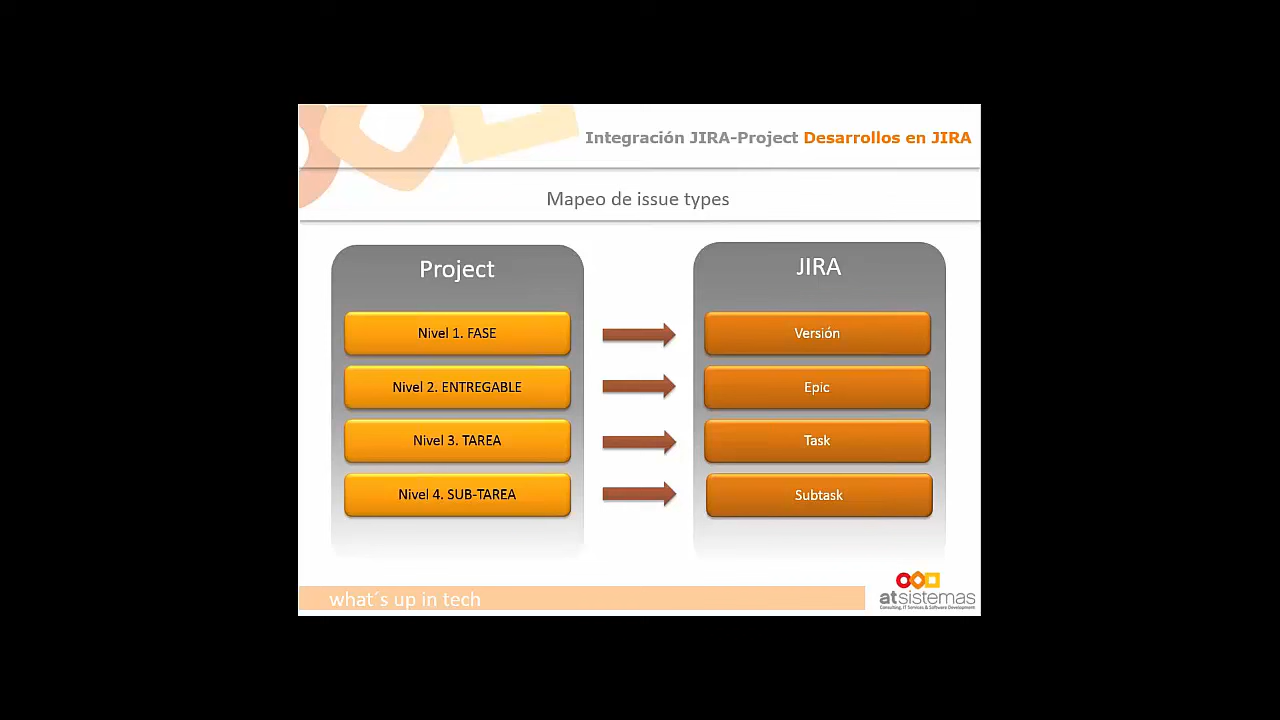 Integración JIRA-Project Desarrollos en JIRA
Mapeo de issue types
Project
JIRA
Nivel 1. FASE
Versión
Nivel 2. ENTREGABLE
Epic
Nivel 3. TAREA
Task
Nivel 4. SUB-TAREA
Subtask
what´s up in tech
atsistemas
Consulting, IT Services & Software Development